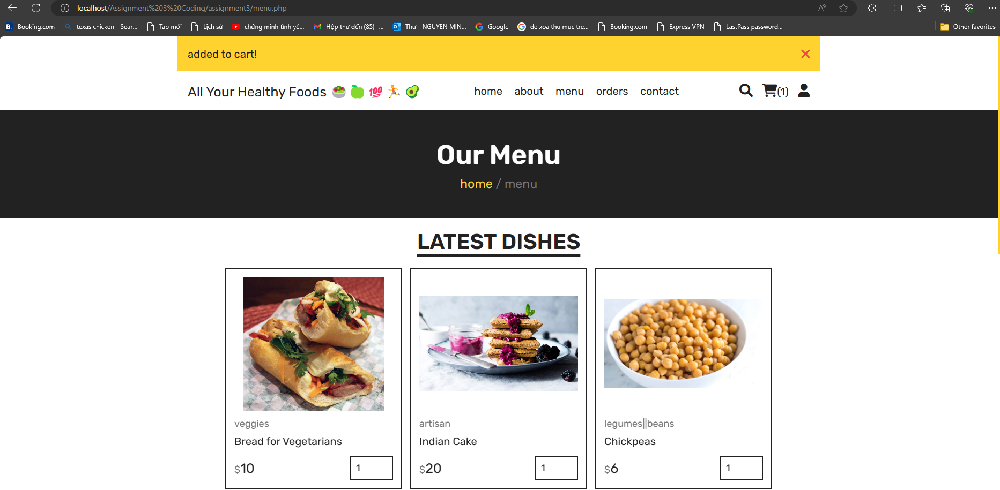 localhost/Assignment%203%20Coding/assignment3/menu.php
Booking.com texas chicken - Sear... Tab mới Lịch sử chứng minh tình yê... Hộp thư đến (85) -... Thư - NGUYEN MIN... Google de xoa thu muc tre... Booking.com Express VPN LastPass password... Other favorites
added to cart!
All Your Healthy Foods 🥗 🍏 💯 🏃 🥑 home about menu orders contact (1)
Our Menu
home / menu
LATEST DISHES
veggies
Bread for Vegetarians
$10 1
artisan
Indian Cake
$20 1
legumes||beans
Chickpeas
$6 1